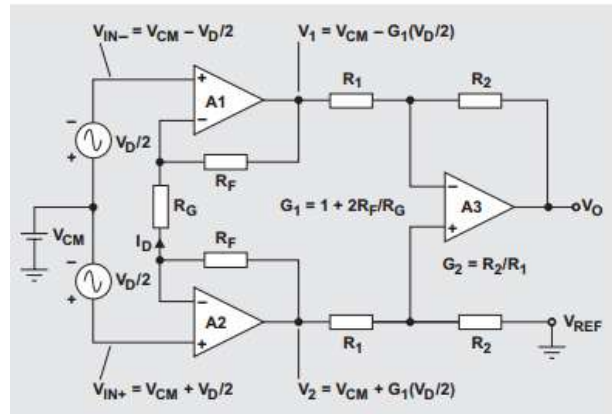 V_IN– = V_CM – V_D/2
V_1 = V_CM – G_1(V_D/2)
R_1
R_2
+
A1
–
–
V_D/2
+
R_F
R_G
G_1 = 1 + 2R_F/R_G
–
A3
+
V_O
V_CM
I_D
R_F
G_2 = R_2/R_1
–
V_D/2
+
–
A2
+
R_1
R_2
V_REF
V_IN+ = V_CM + V_D/2
V_2 = V_CM + G_1(V_D/2)